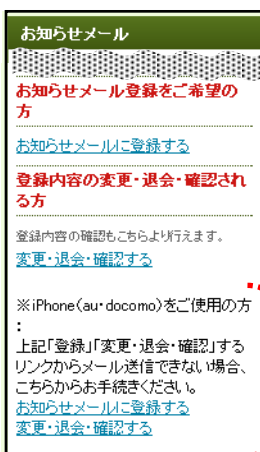 お知らせメール
お知らせメール登録をご希望の
方
お知らせメールに登録する
登録内容の変更・退会・確認され
る方
登録内容の確認もこちらより行えます。
変更・退会・確認する
※iPhone(au・docomo)をご使用の方
:
上記「登録」「変更・退会・確認」する
リンクからメール送信できない場合、
こちらからお手続きください。
お知らせメールに登録する
変更・退会・確認する